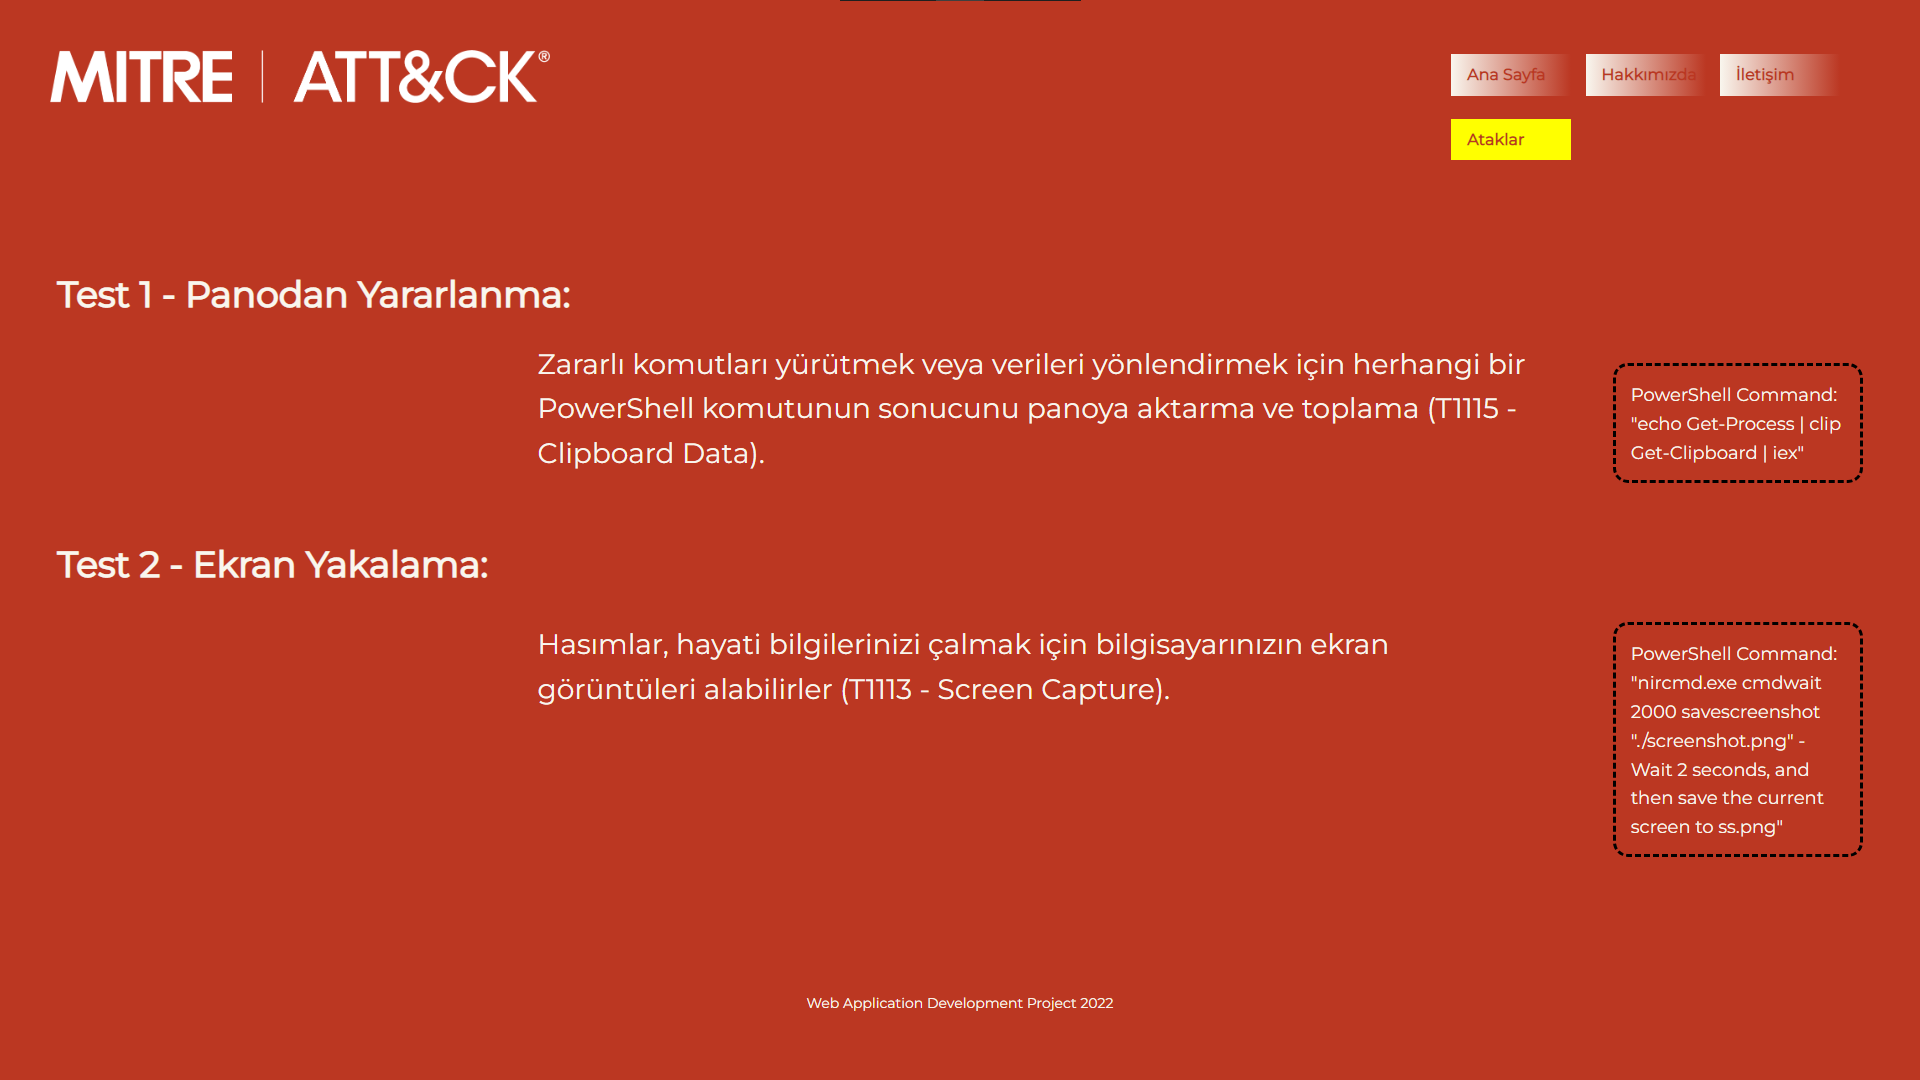 MITRE | ATT&CK®
Ana Sayfa
Hakkımızda
İletişim
Ataklar
Test 1 - Panodan Yararlanma:
Zararlı komutları yürütmek veya verileri yönlendirmek için herhangi bir
PowerShell komutunun sonucunu panoya aktarma ve toplama (T1115 -
Clipboard Data).
PowerShell Command:
"echo Get-Process | clip
Get-Clipboard | iex"
Test 2 - Ekran Yakalama:
Hasımlar, hayati bilgilerinizi çalmak için bilgisayarınızın ekran
görüntüleri alabilirler (T1113 - Screen Capture).
PowerShell Command:
"nircmd.exe cmdwait
2000 savescreenshot
"./screenshot.png" -
Wait 2 seconds, and
then save the current
screen to ss.png"
Web Application Development Project 2022